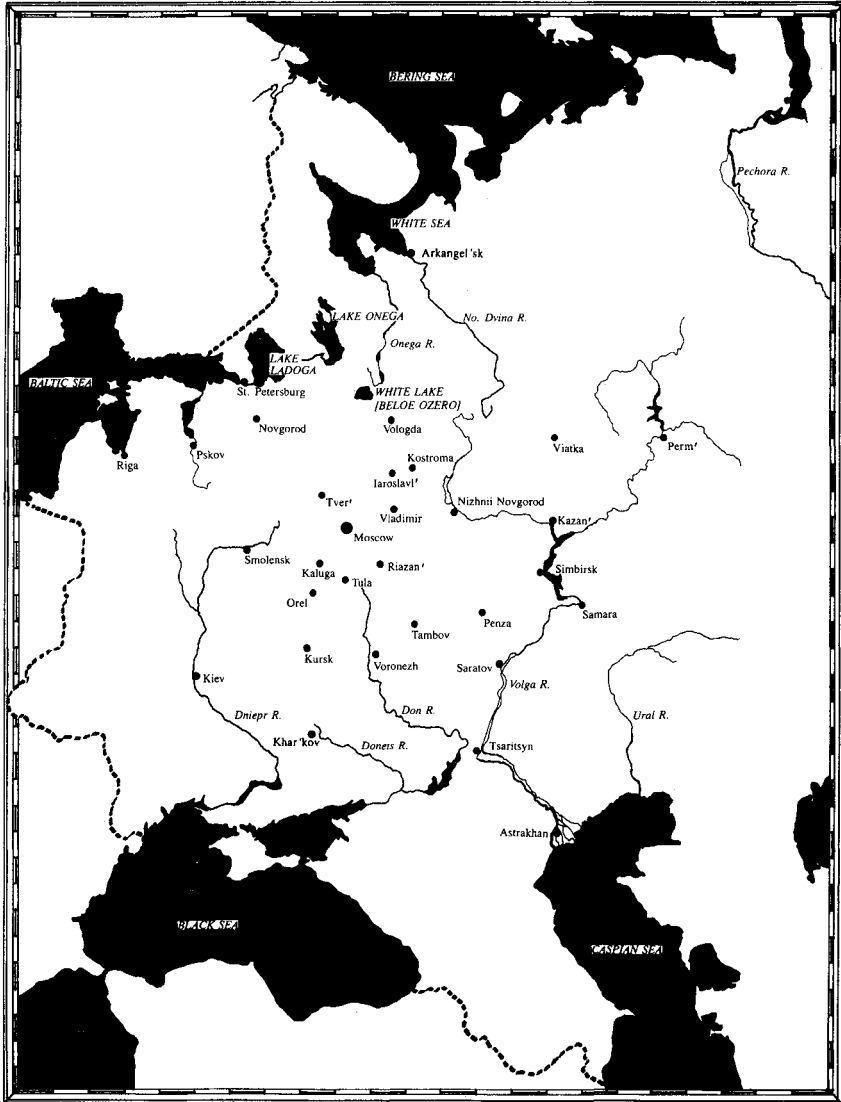 BERING SEA
Pechora R.
WHITE SEA
Arkangel'sk
LAKE ONEGA
No. Dvina R.
Onega R.
LAKE
LADOGA
BALTIC SEA
St. Petersburg
WHITE LAKE
[BELOE OZERO]
Novgorod
Vologda
Viatka
Perm'
Riga
Pskov
Kostroma
Iaroslavl'
Tver'
Vladimir
Nizhnii Novgorod
Kazan'
Moscow
Smolensk
Kaluga
Riazan'
Simbirsk
Tula
Orel
Tambov
Penza
Samara
Kursk
Voronezh
Saratov
Kiev
Volga R.
Dniepr R.
Don R.
Ural R.
Khar'kov
Donets R.
Tsaritsyn
Astrakhan
BLACK SEA
CASPIAN SEA